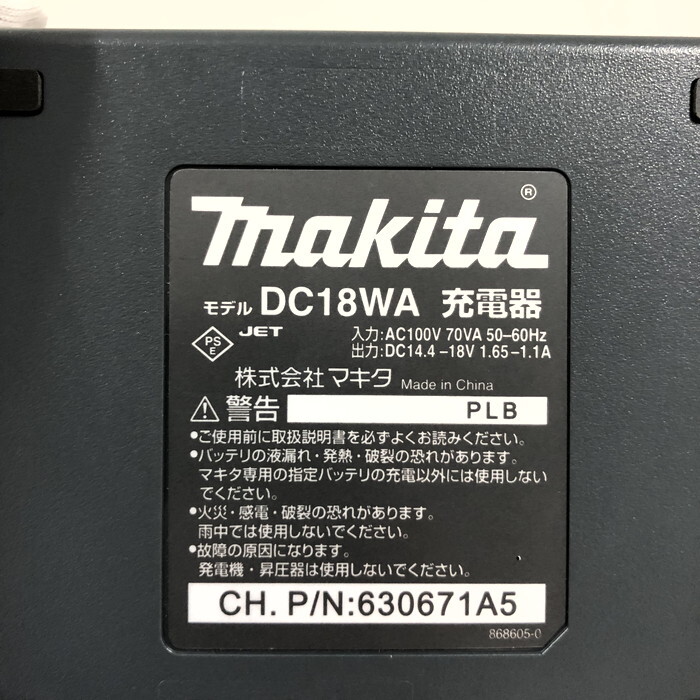 makita®
モデル DC18WA 充電器
PS E JET 入力:AC100V 70VA 50-60Hz
出力:DC14.4-18V 1.65-1.1A
株式会社マキタ Made in China
警告 PLB
●ご使用前に取扱説明書を必ずよくお読みください。
●バッテリの液漏れ・発熱・破裂の恐れがあります。
マキタ専用の指定バッテリの充電以外には使用しない
でください。
●火災・感電・破裂の恐れがあります。
雨中では使用しないでください。
●故障の原因になります。
発電機・昇圧器は使用しないでください。
CH. P/N:630671A5
868605-0